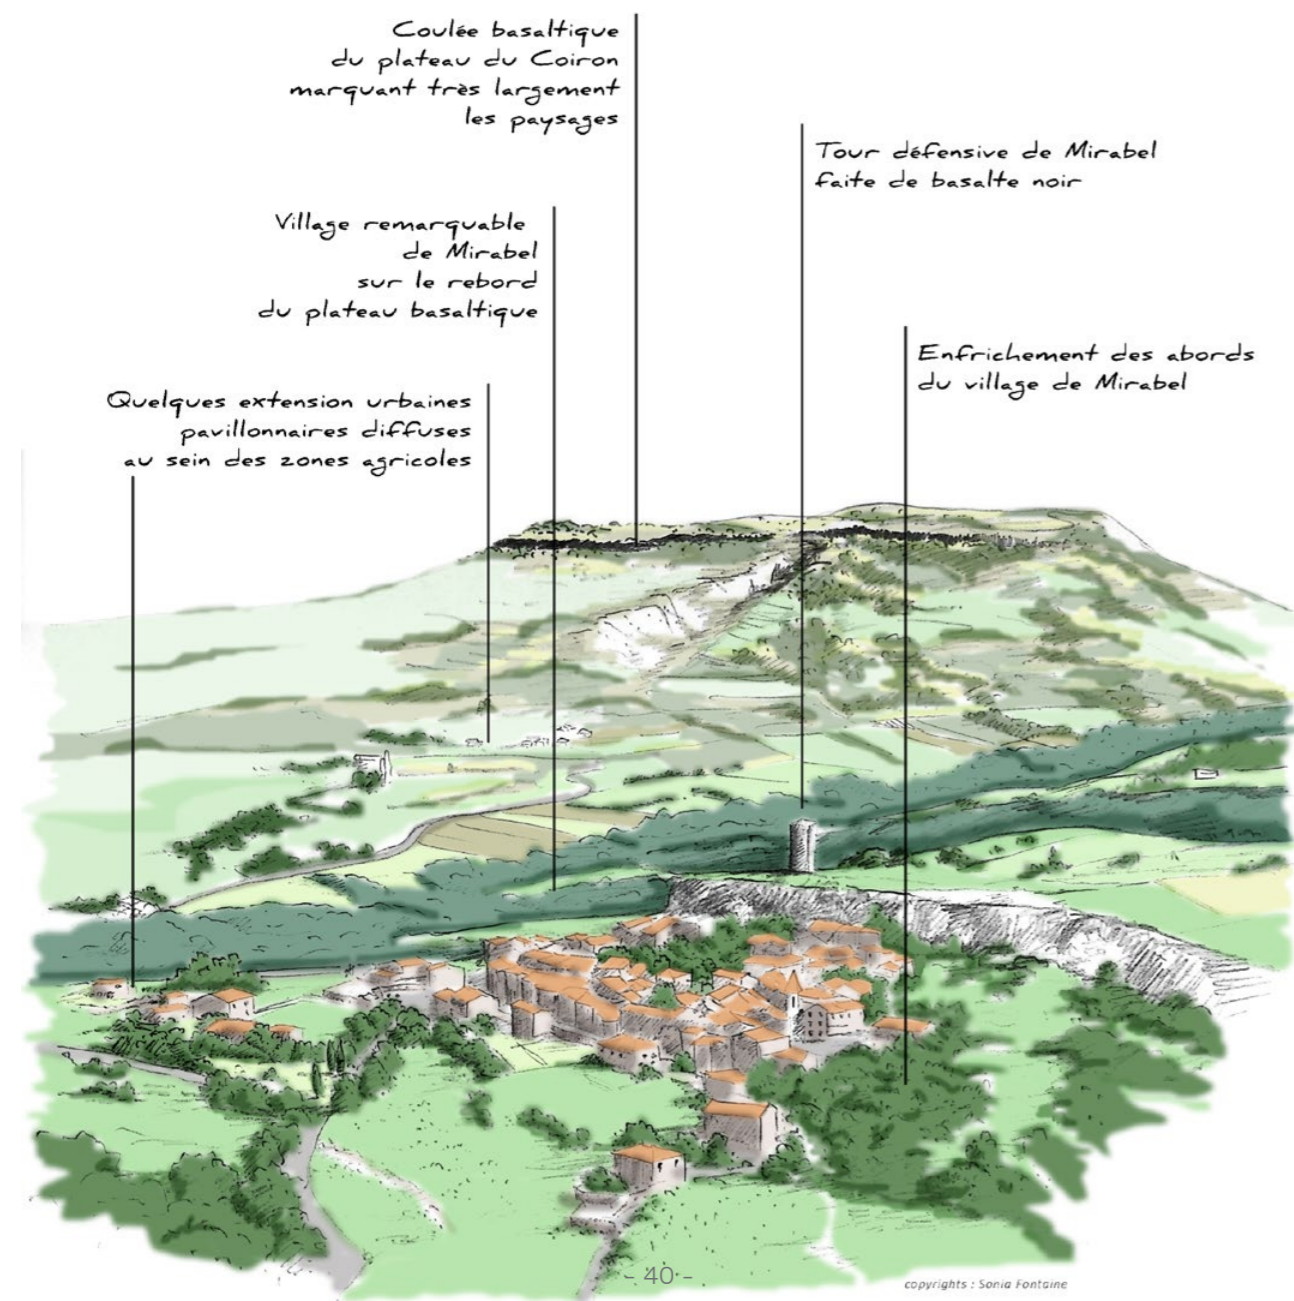 Coulée basaltique
du plateau du Coiron
marquant très largement
les paysages
Tour défensive de Mirabel
faite de basalte noir
Village remarquable
de Mirabel
sur le rebord
du plateau basaltique
Enfrichement des abords
du village de Mirabel
Quelques extension urbaines
pavillonnaires diffuses
au sein des zones agricoles
- 40 -
copyrights : Sonia Fontaine